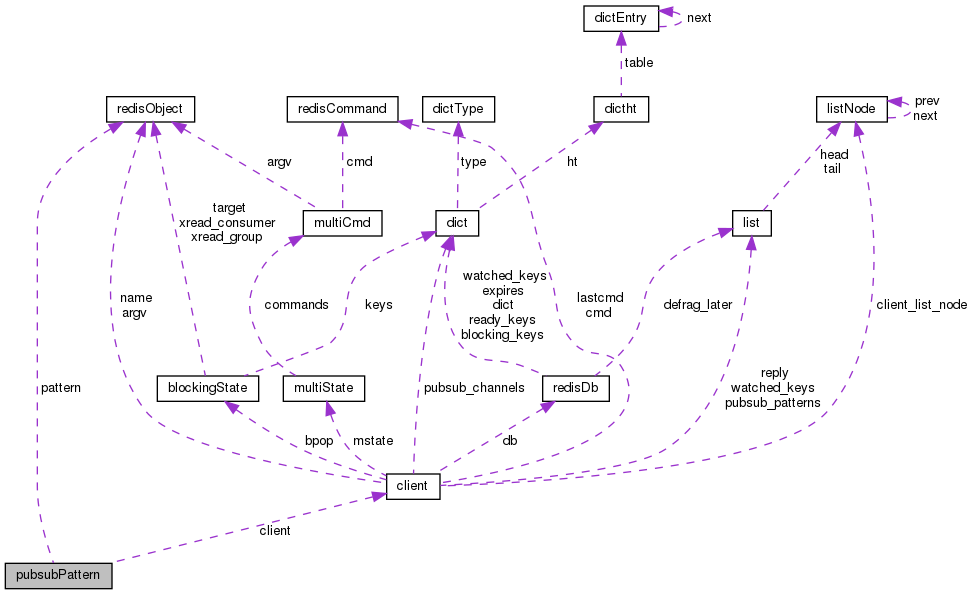 dictEntry
next
table
redisObject
redisCommand
dictType
dictht
listNode
prev
next
argv
cmd
type
ht
head
tail
target
xread_consumer
xread_group
multiCmd
dict
list
name
argv
commands
keys
watched_keys
expires
dict
ready_keys
blocking_keys
lastcmd
cmd
defrag_later
client_list_node
pattern
blockingState
multiState
pubsub_channels
redisDb
reply
watched_keys
pubsub_patterns
bpop
mstate
db
client
client
pubsubPattern